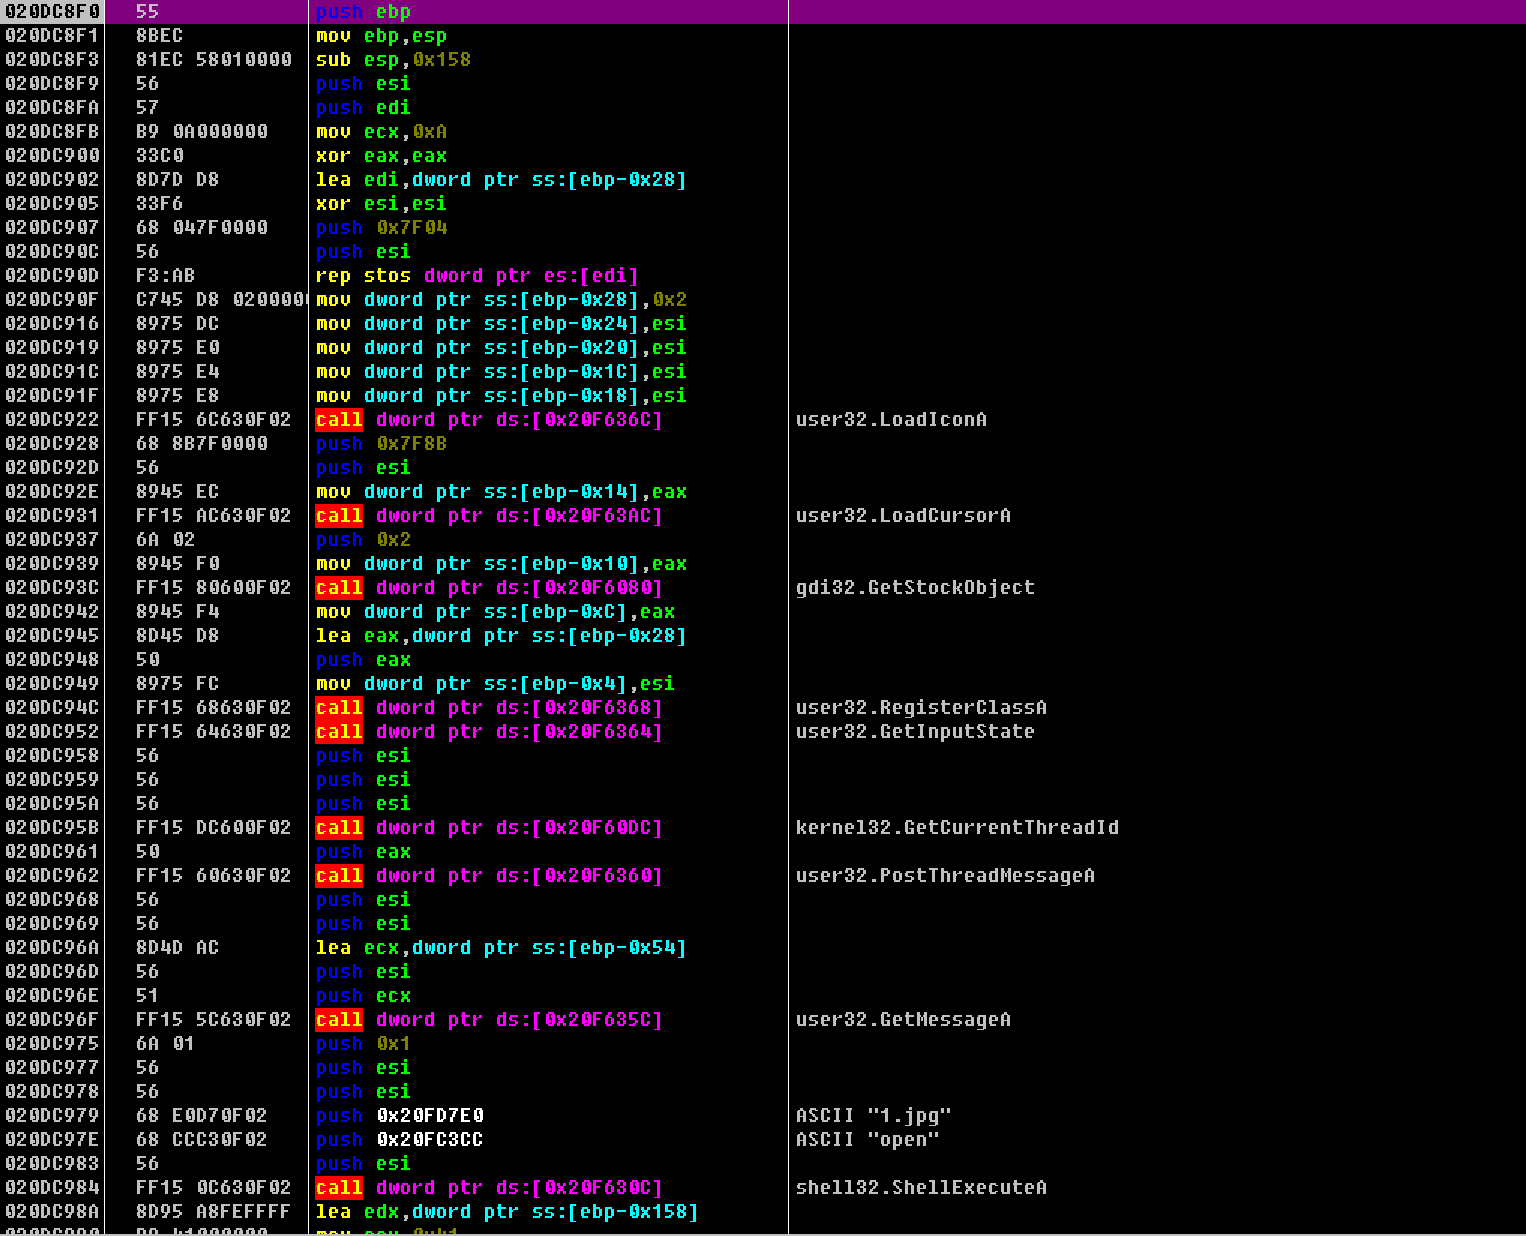 020DC8F0 55 push ebp
020DC8F1 8BEC mov ebp,esp
020DC8F3 81EC 58010000 sub esp,0x158
020DC8F9 56 push esi
020DC8FA 57 push edi
020DC8FB B9 0A000000 mov ecx,0xA
020DC900 33C0 xor eax,eax
020DC902 8D7D D8 lea edi,dword ptr ss:[ebp-0x28]
020DC905 33F6 xor esi,esi
020DC907 68 047F0000 push 0x7F04
020DC90C 56 push esi
020DC90D F3:AB rep stos dword ptr es:[edi]
020DC90F C745 D8 020000 mov dword ptr ss:[ebp-0x28],0x2
020DC916 8975 DC mov dword ptr ss:[ebp-0x24],esi
020DC919 8975 E0 mov dword ptr ss:[ebp-0x20],esi
020DC91C 8975 E4 mov dword ptr ss:[ebp-0x1C],esi
020DC91F 8975 E8 mov dword ptr ss:[ebp-0x18],esi
020DC922 FF15 6C630F02 call dword ptr ds:[0x20F636C] user32.LoadIconA
020DC928 68 8B7F0000 push 0x7F8B
020DC92D 56 push esi
020DC92E 8945 EC mov dword ptr ss:[ebp-0x14],eax
020DC931 FF15 AC630F02 call dword ptr ds:[0x20F63AC] user32.LoadCursorA
020DC937 6A 02 push 0x2
020DC939 8945 F0 mov dword ptr ss:[ebp-0x10],eax
020DC93C FF15 80600F02 call dword ptr ds:[0x20F6080] gdi32.GetStockObject
020DC942 8945 F4 mov dword ptr ss:[ebp-0xC],eax
020DC945 8D45 D8 lea eax,dword ptr ss:[ebp-0x28]
020DC948 50 push eax
020DC949 8975 FC mov dword ptr ss:[ebp-0x4],esi
020DC94C FF15 68630F02 call dword ptr ds:[0x20F6368] user32.RegisterClassA
020DC952 FF15 64630F02 call dword ptr ds:[0x20F6364] user32.GetInputState
020DC958 56 push esi
020DC959 56 push esi
020DC95A 56 push esi
020DC95B FF15 DC600F02 call dword ptr ds:[0x20F60DC] kernel32.GetCurrentThreadId
020DC961 50 push eax
020DC962 FF15 60630F02 call dword ptr ds:[0x20F6360] user32.PostThreadMessageA
020DC968 56 push esi
020DC969 56 push esi
020DC96A 8D4D AC lea ecx,dword ptr ss:[ebp-0x54]
020DC96D 56 push esi
020DC96E 51 push ecx
020DC96F FF15 5C630F02 call dword ptr ds:[0x20F635C] user32.GetMessageA
020DC975 6A 01 push 0x1
020DC977 56 push esi
020DC978 56 push esi
020DC979 68 E0D70F02 push 0x20FD7E0 ASCII "1.jpg"
020DC97E 68 CCC30F02 push 0x20FC3CC ASCII "open"
020DC983 56 push esi
020DC984 FF15 0C630F02 call dword ptr ds:[0x20F630C] shell32.ShellExecuteA
020DC98A 8D95 A8FEFFFF lea edx,dword ptr ss:[ebp-0x158]